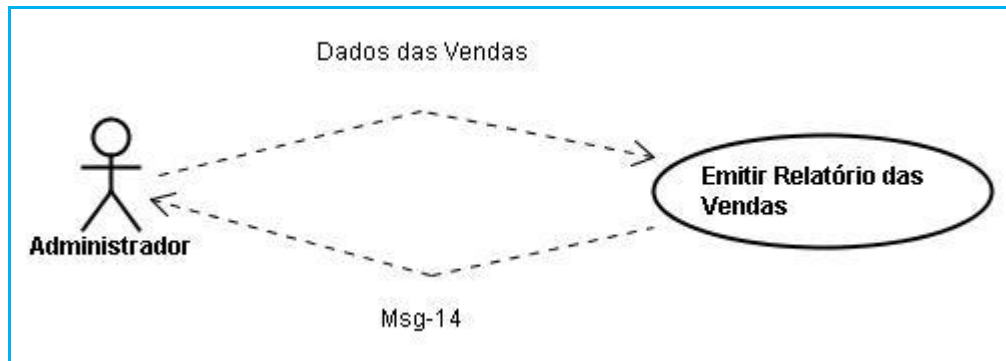 Dados das Vendas
Administrador
Emitir Relatório das
Vendas
Msg-14